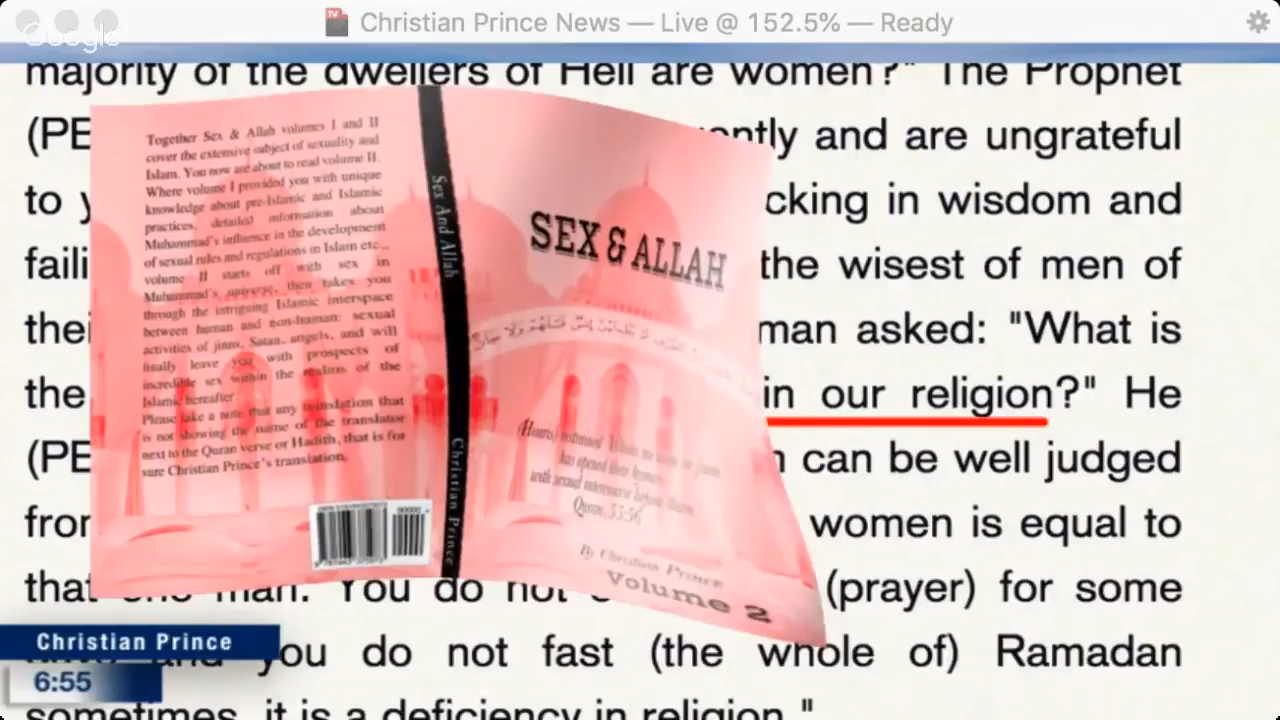 Christian Prince News — Live @ 152.5% — Ready
Google
majority of the dwellers of Hell are women?" The Prophet
(PE ently and are ungrateful
to y cking in wisdom and
faili the wisest of men of
thei man asked: "What is
the in our religion?" He
(PE can be well judged
from women is equal to
that one man. You do not (prayer) for some
and you do not fast (the whole of) Ramadan
sometimes, it is a deficiency in religion."
Together Sex & Allah volumes I and II
cover the extensive subject of sexuality and
Islam. You now are about to read volume II.
Where volume I provided you with unique
knowledge about pre-Islamic and Islamic
practices, detailed information about
Muhammad's influence in the development
of sexual rules and regulations in Islam etc.,
volume II starts off with sex in
Muhammad's universe, then takes you
through the intriguing Islamic interspace
between human and non-human: sexual
activities of jinns, Satan, angels, and will
finally leave you with prospects of
incredible sex within the realms of the
Islamic hereafter.
Please take a note that any translation that
is not showing the name of the translator
next to the Quran verse or Hadith, that is for
sure Christian Prince's translation.
Sex And Allah
Christian Prince
SEX & ALLAH
has opened their hymens
with sexual intercourse before them.
By Christian Prince
Volume 2
Christian Prince
6:55